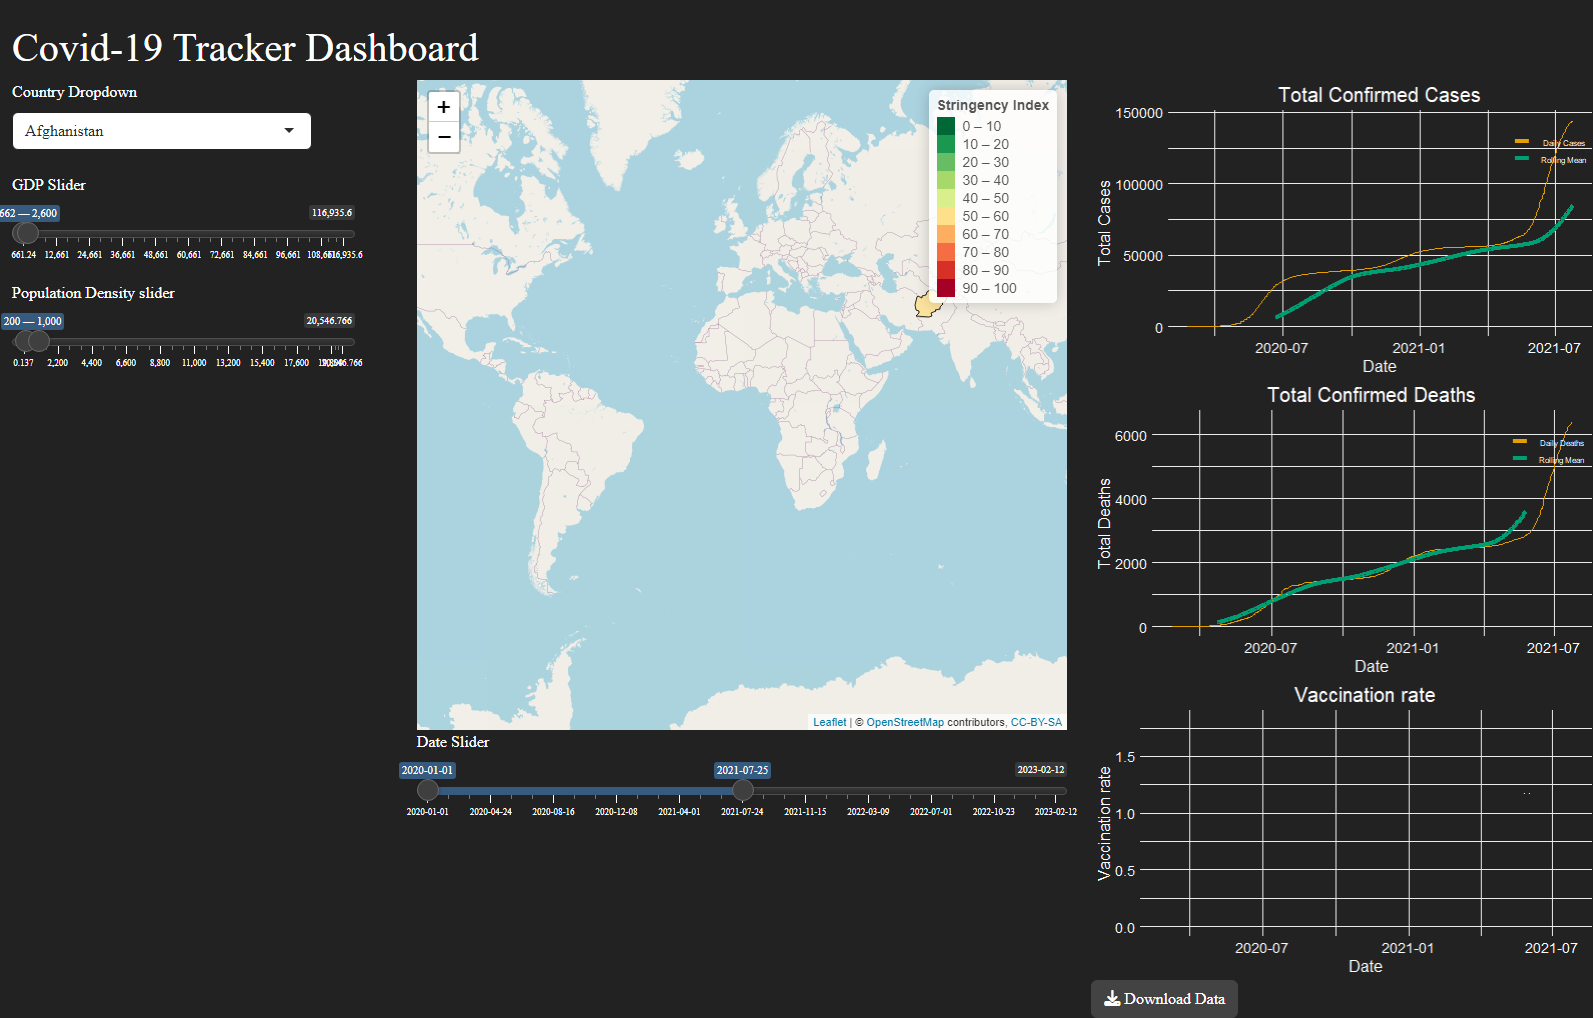 Covid-19 Tracker Dashboard
Country Dropdown
Afghanistan
GDP Slider
662 — 2,600
116,935.6
661.24 12,661 24,661 36,661 48,661 60,661 72,661 84,661 96,661 116,935.6
Population Density slider
200 — 1,000
20,546.766
0.137 2,200 4,400 6,600 8,800 11,000 13,200 15,400 17,600
+
−
Stringency Index
0 – 10
10 – 20
20 – 30
30 – 40
40 – 50
50 – 60
60 – 70
70 – 80
80 – 90
90 – 100
Leaflet | © OpenStreetMap contributors, CC-BY-SA
Date Slider
2020-01-01 2021-07-25 2023-02-12
2020-01-01 2020-04-24 2020-08-16 2020-12-08 2021-04-01 2021-07-24 2021-11-15 2022-03-09 2022-07-01 2022-10-23 2023-02-12
Total Confirmed Cases
150000
100000
50000
0
Total Cases
Daily Cases
Rolling Mean
2020-07 2021-01 2021-07
Date
Total Confirmed Deaths
6000
4000
2000
0
Total Deaths
Daily Deaths
Rolling Mean
2020-07 2021-01 2021-07
Date
Vaccination rate
1.5
1.0
0.5
0.0
Vaccination rate
2020-07 2021-01 2021-07
Date
Download Data